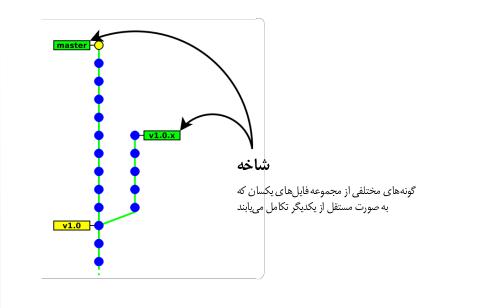 master
v1.0.x
شاخه
گونه‌های مختلفی از مجموعه فایل‌های یکسان که
به صورت مستقل از یکدیگر تکامل می‌یابند
v1.0